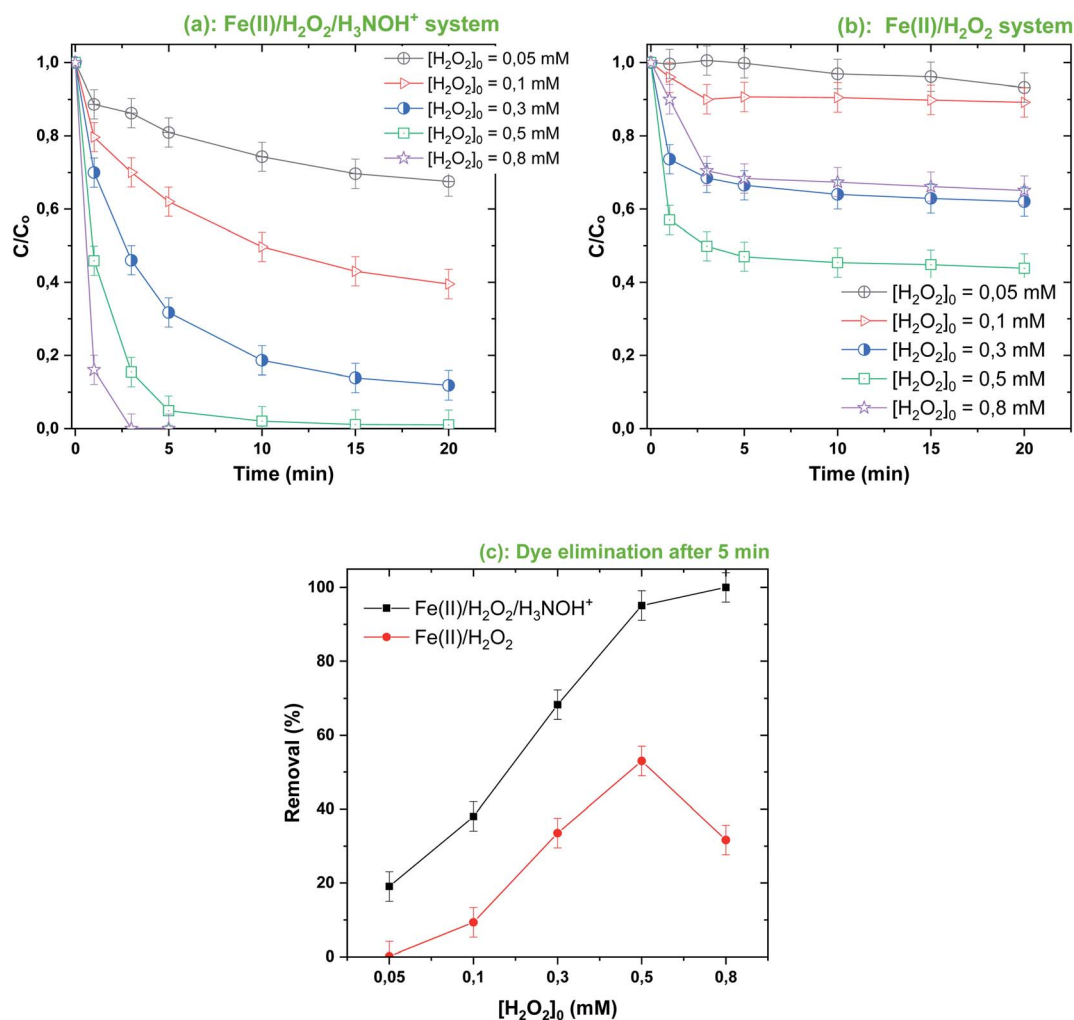 (a): Fe(II)/H₂O₂/H₃NOH⁺ system
1,0
0,8
0,6
0,4
0,2
0,0
C/Cₒ
[H₂O₂]₀ = 0,05 mM
[H₂O₂]₀ = 0,1 mM
[H₂O₂]₀ = 0,3 mM
[H₂O₂]₀ = 0,5 mM
[H₂O₂]₀ = 0,8 mM
0 5 10 15 20
Time (min)
(b): Fe(II)/H₂O₂ system
1,0
0,8
0,6
0,4
0,2
0,0
C/Cₒ
[H₂O₂]₀ = 0,05 mM
[H₂O₂]₀ = 0,1 mM
[H₂O₂]₀ = 0,3 mM
[H₂O₂]₀ = 0,5 mM
[H₂O₂]₀ = 0,8 mM
0 5 10 15 20
Time (min)
(c): Dye elimination after 5 min
100
80
60
40
20
0
Removal (%)
Fe(II)/H₂O₂/H₃NOH⁺
Fe(II)/H₂O₂
0,05 0,1 0,3 0,5 0,8
[H₂O₂]₀ (mM)